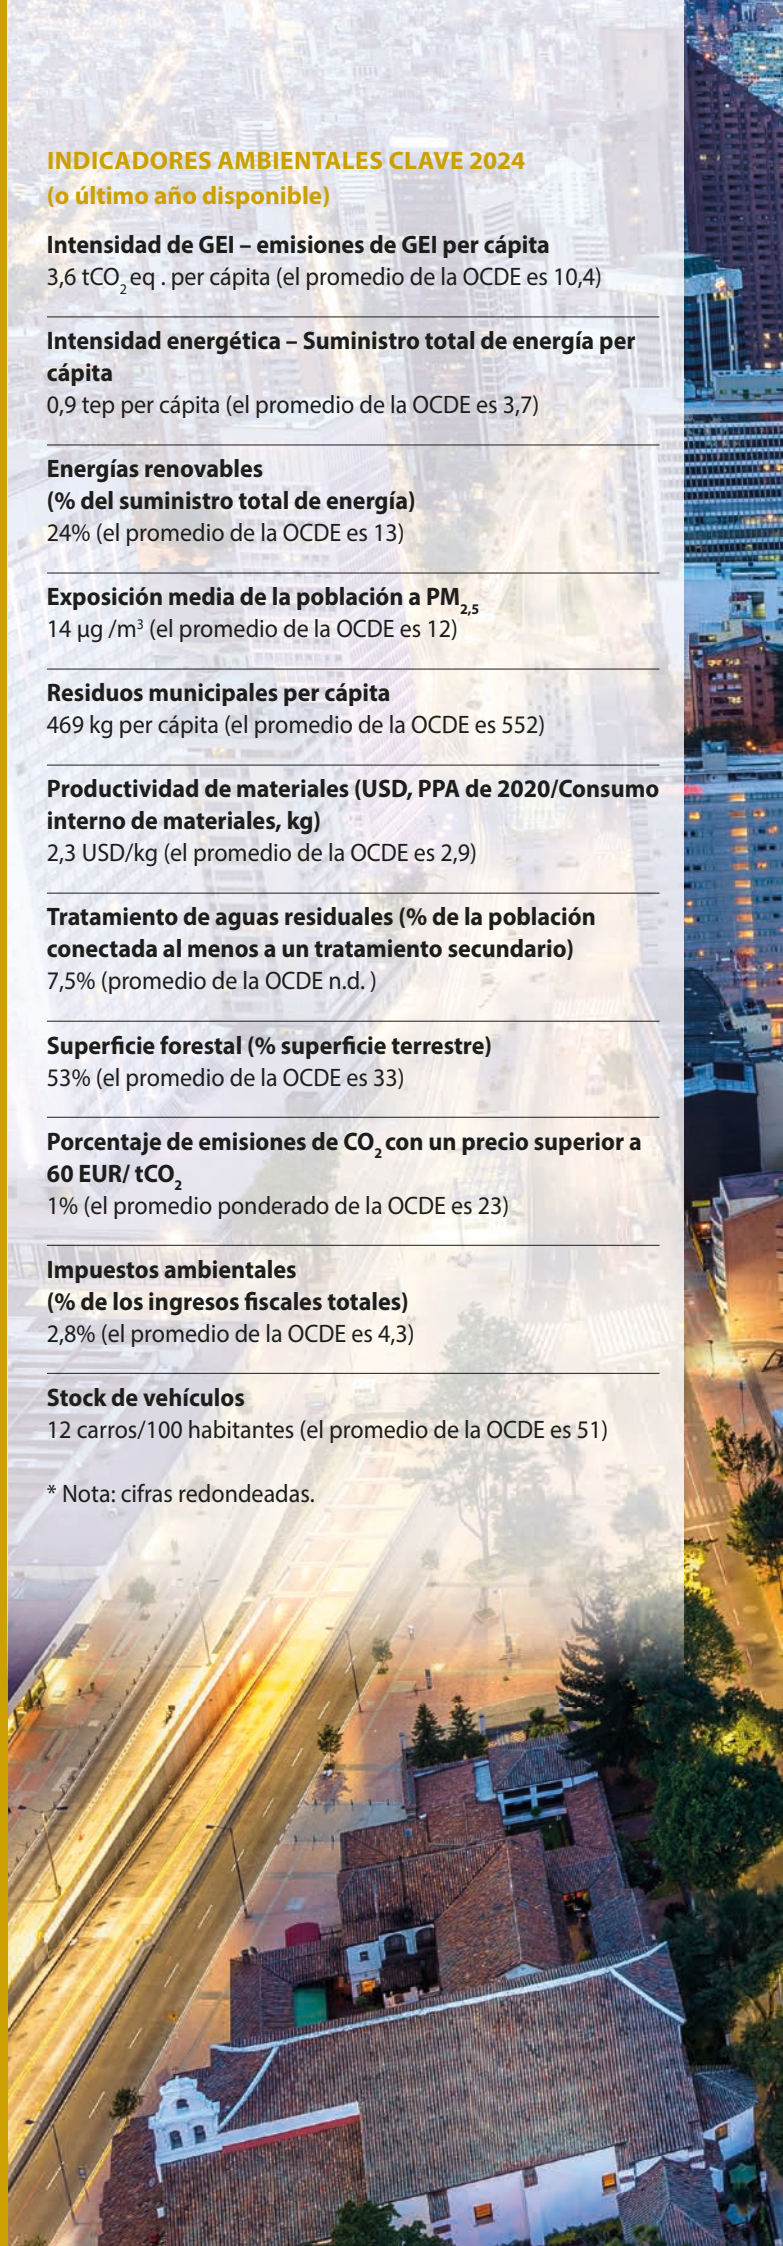 INDICADORES AMBIENTALES CLAVE 2024
(o último año disponible)
Intensidad de GEI – emisiones de GEI per cápita
3,6 tCO₂ eq . per cápita (el promedio de la OCDE es 10,4)
Intensidad energética – Suministro total de energía per
cápita
0,9 tep per cápita (el promedio de la OCDE es 3,7)
Energías renovables
(% del suministro total de energía)
24% (el promedio de la OCDE es 13)
Exposición media de la población a PM₂,₅
14 µg /m³ (el promedio de la OCDE es 12)
Residuos municipales per cápita
469 kg per cápita (el promedio de la OCDE es 552)
Productividad de materiales (USD, PPA de 2020/Consumo
interno de materiales, kg)
2,3 USD/kg (el promedio de la OCDE es 2,9)
Tratamiento de aguas residuales (% de la población
conectada al menos a un tratamiento secundario)
7,5% (promedio de la OCDE n.d. )
Superficie forestal (% superficie terrestre)
53% (el promedio de la OCDE es 33)
Porcentaje de emisiones de CO₂ con un precio superior a
60 EUR/ tCO₂
1% (el promedio ponderado de la OCDE es 23)
Impuestos ambientales
(% de los ingresos fiscales totales)
2,8% (el promedio de la OCDE es 4,3)
Stock de vehículos
12 carros/100 habitantes (el promedio de la OCDE es 51)
* Nota: cifras redondeadas.